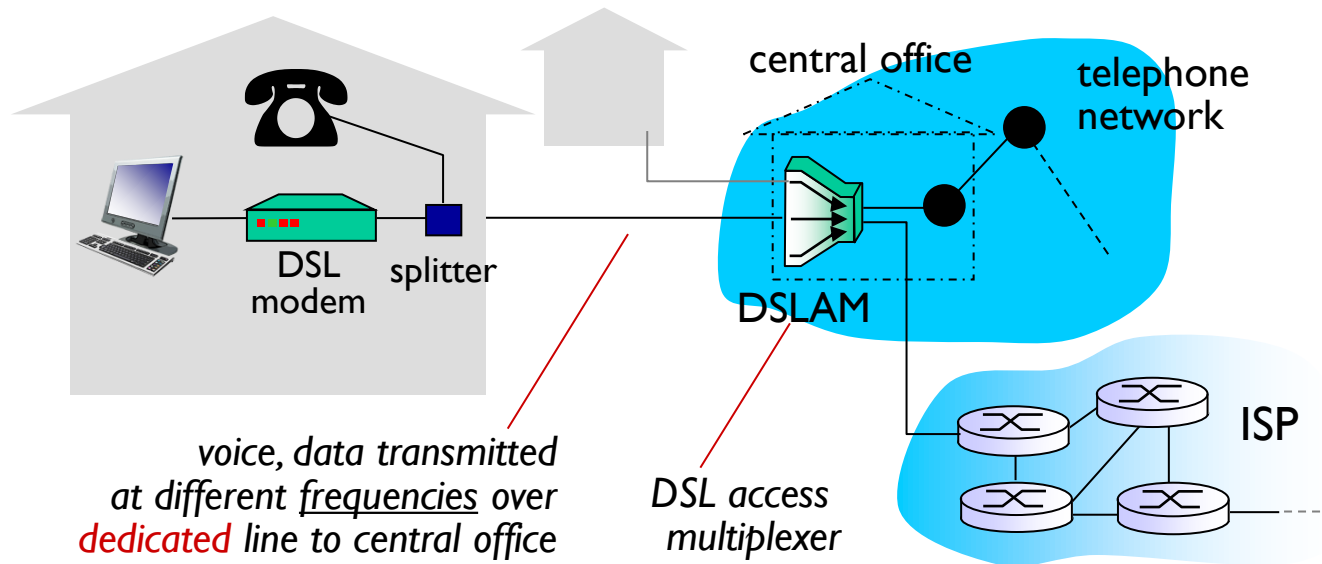 central office
telephone
network
DSL
modem
splitter
DSLAM
ISP
voice, data transmitted
at different frequencies over
dedicated line to central office
DSL access
multiplexer